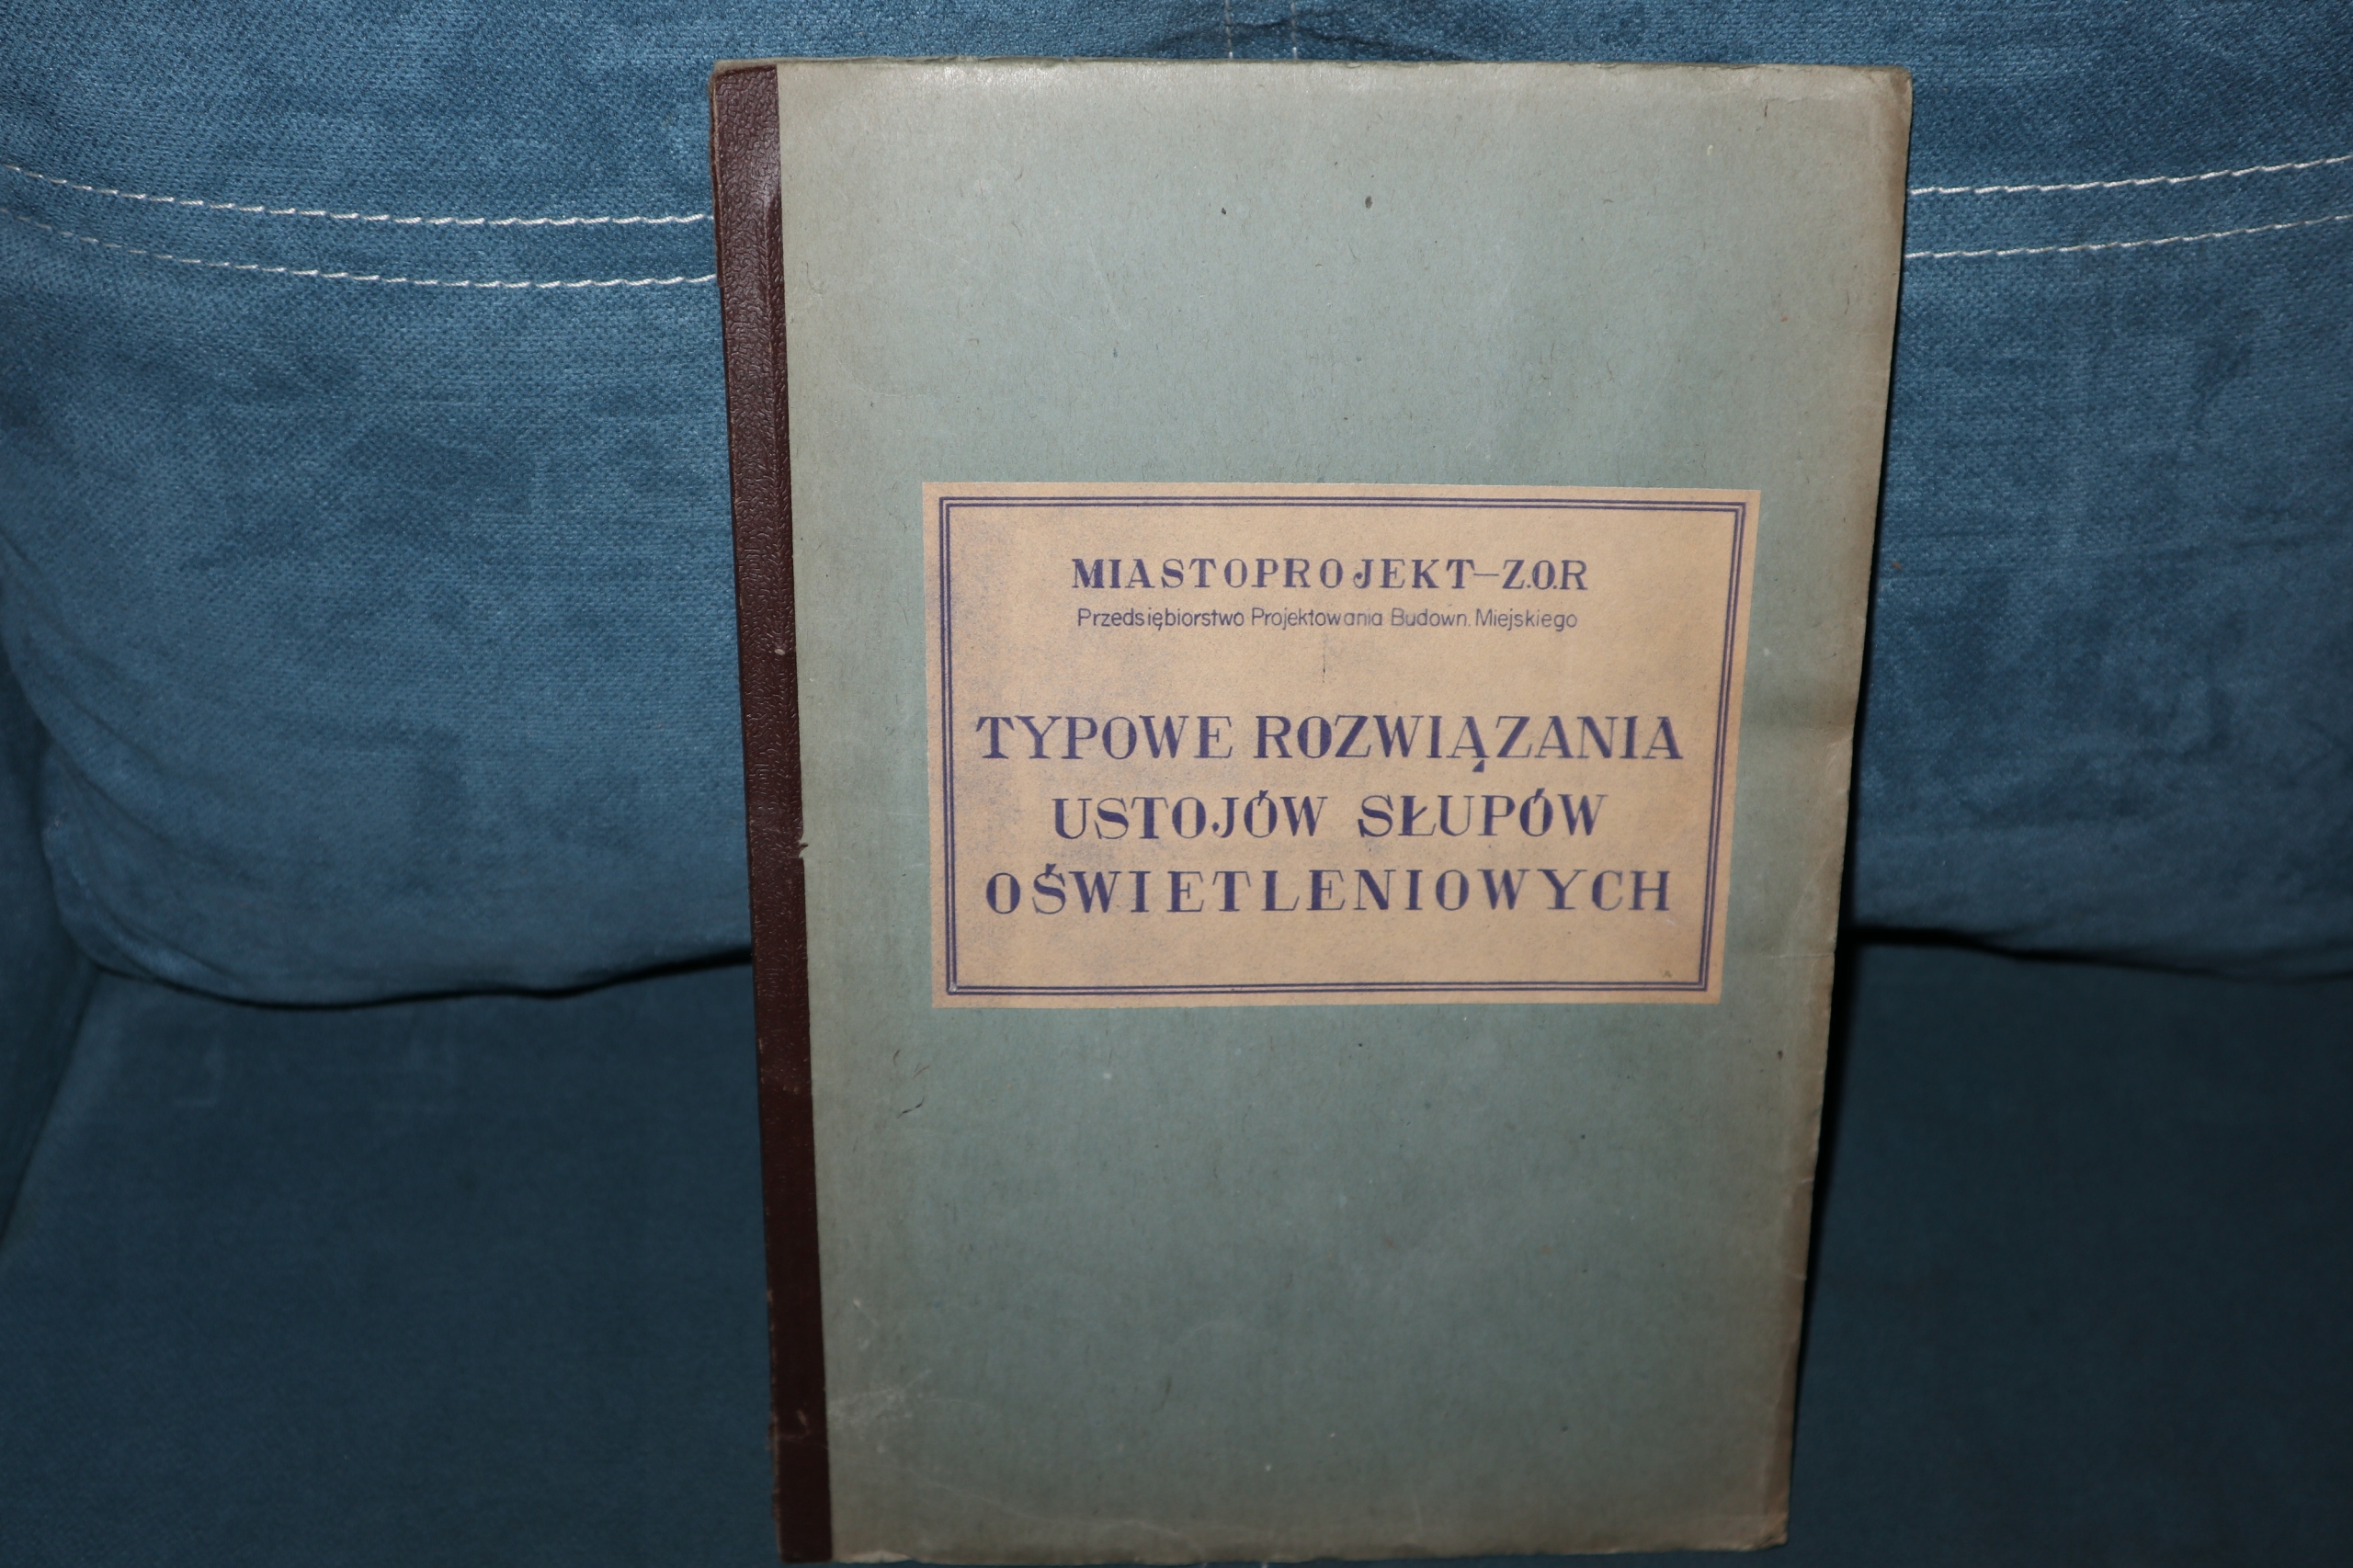 MIASTOPROJEKT—Z.O.R
Przedsiębiorstwo Projektowania Budown. Miejskiego
TYPOWE ROZWIĄZANIA
USTOJÓW SŁUPÓW
OŚWIETLENIOWYCH